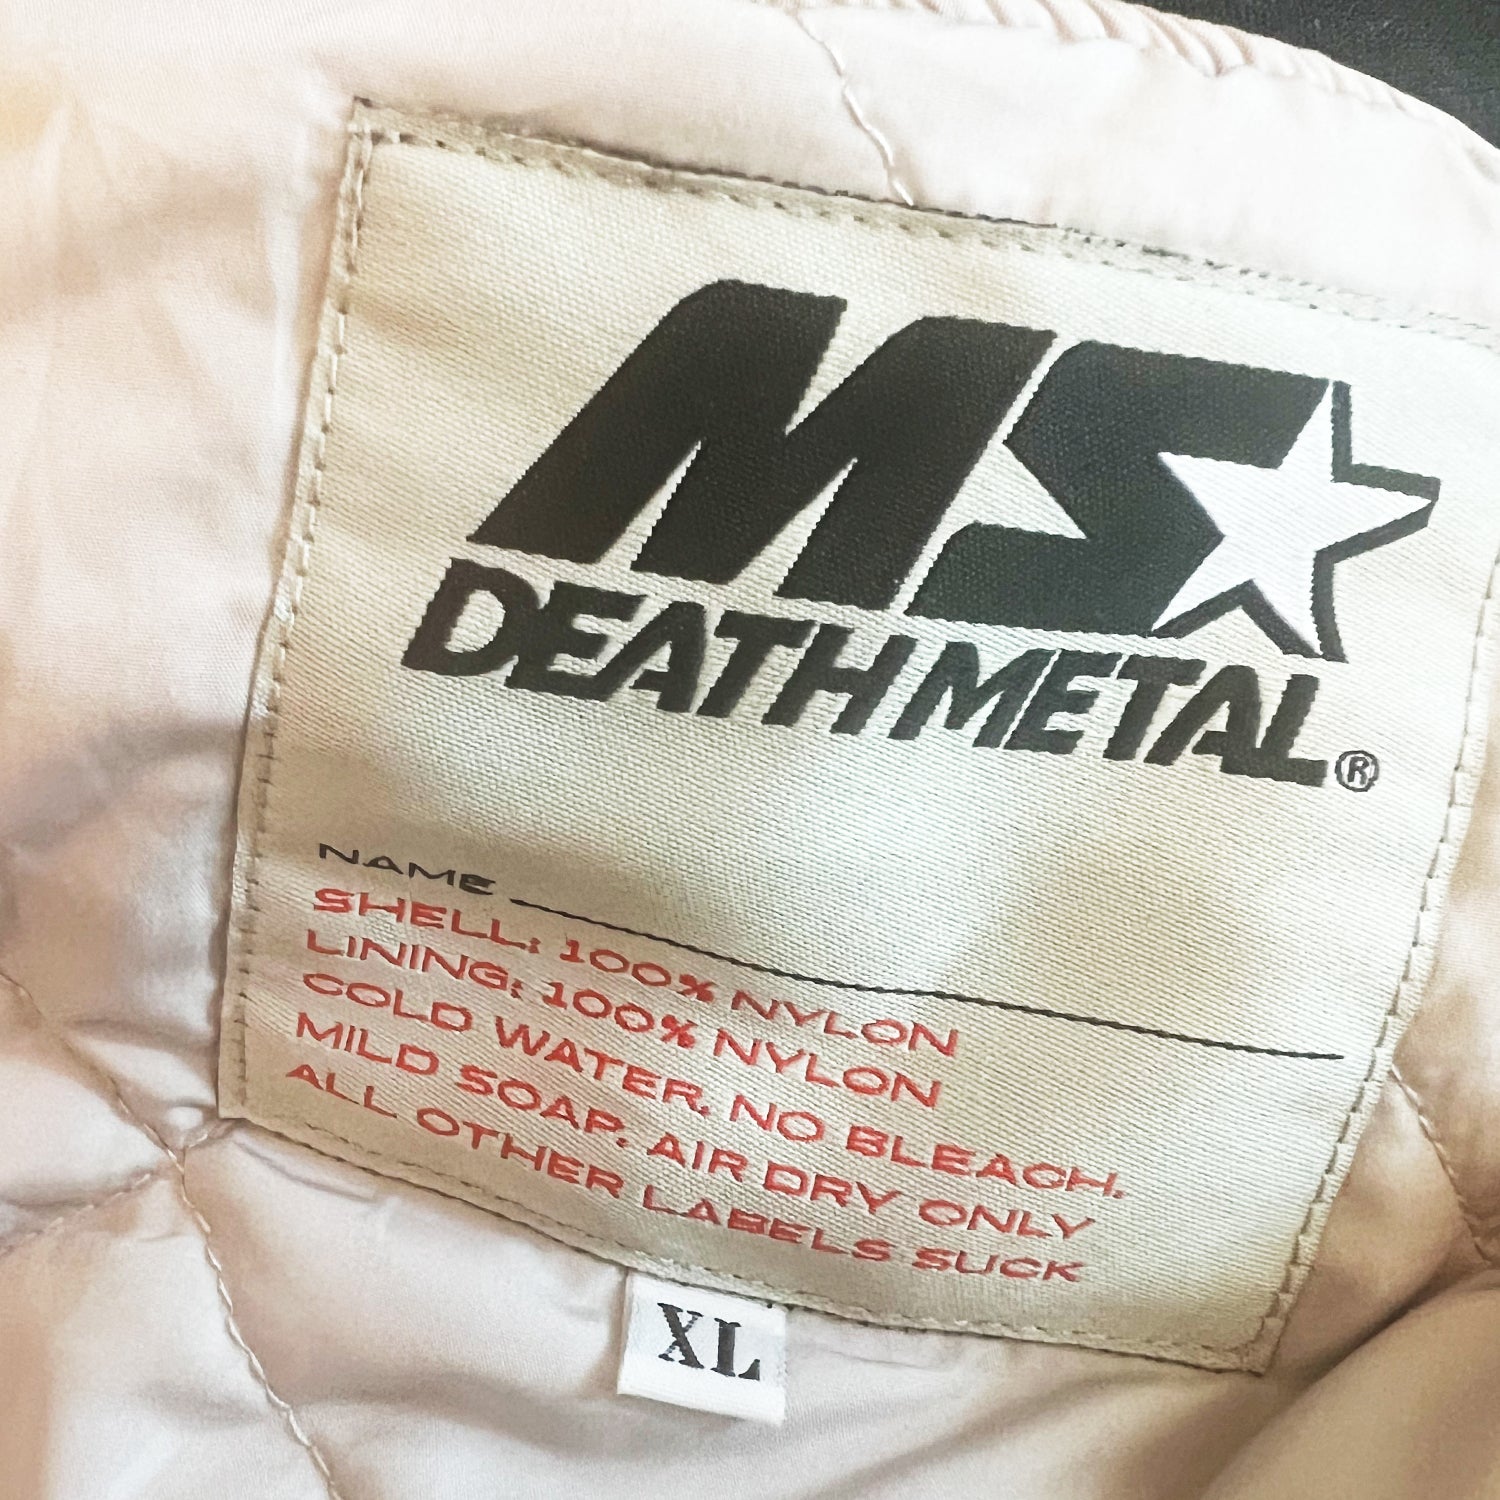 MS
DEATH METAL®
NAME
SHELL: 100% NYLON
LINING: 100% NYLON
COLD WATER. NO BLEACH.
MILD SOAP. AIR DRY ONLY
ALL OTHER LABELS SUCK
XL